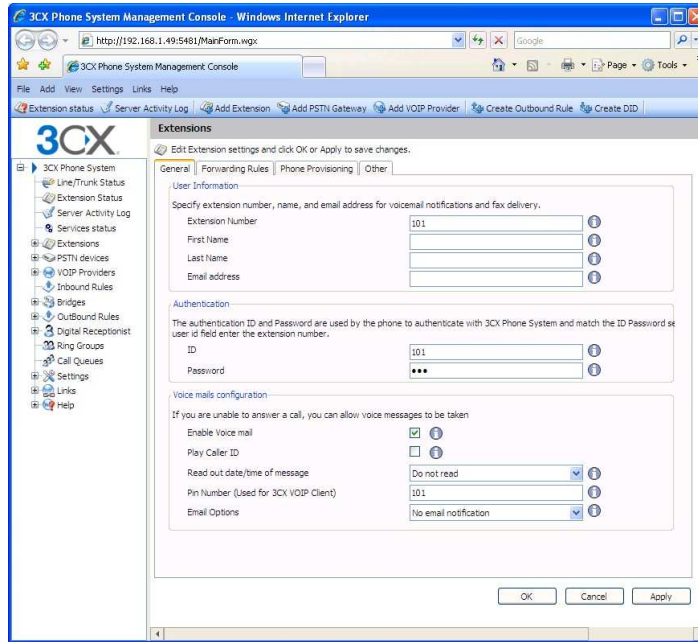 3CX Phone System Management Console - Windows Internet Explorer
http://192.168.1.49:5481/MainForm.wgx
Google
3CX Phone System Management Console
Page
Tools
File Add View Settings Links Help
Extension status Server Activity Log Add Extension Add PSTN Gateway Add VOIP Provider Create Outbound Rule Create DID
3CX
3CX Phone System
Line/Trunk Status
Extension Status
Server Activity Log
Services status
Extensions
PSTN devices
VOIP Providers
Inbound Rules
Bridges
OutBound Rules
Digital Receptionist
Ring Groups
Call Queues
Settings
Links
Help
Extensions
Edit Extension settings and click OK or Apply to save changes.
General Forwarding Rules Phone Provisioning Other
User Information
Specify extension number, name, and email address for voicemail notifications and fax delivery.
Extension Number 101
First Name
Last Name
Email address
Authentication
The authentication ID and Password are used by the phone to authenticate with 3CX Phone System and match the ID Password se
user id field enter the extension number.
ID 101
Password •••
Voice mails configuration
If you are unable to answer a call, you can allow voice messages to be taken
Enable Voice mail
Play Caller ID
Read out date/time of message Do not read
Pin Number (Used for 3CX VOIP Client) 101
Email Options No email notification
OK Cancel Apply